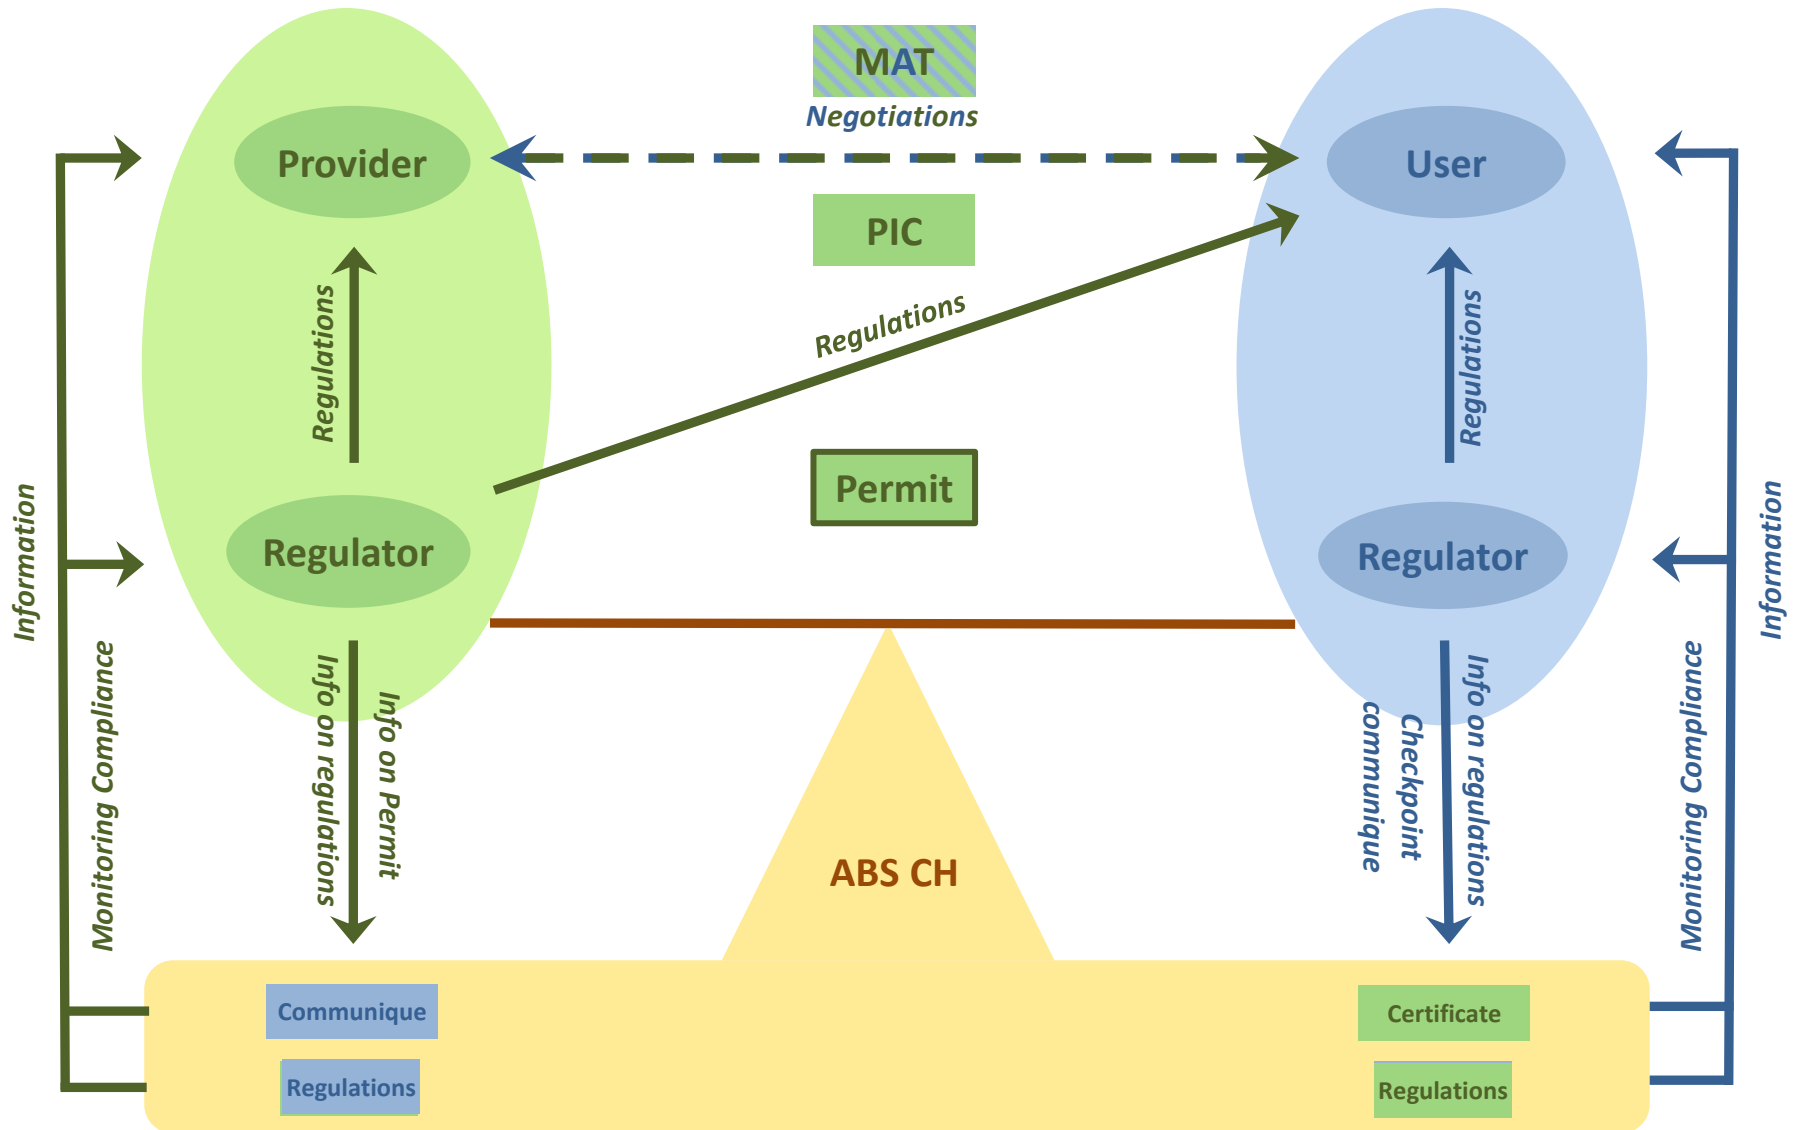 MAT
Negotiations
Provider
User
PIC
Regulations
Regulations
Regulations
Permit
Regulator
Regulator
Information
Information
Monitoring Compliance
Info on regulations
Info on Permit
Checkpoint
communique
Info on regulations
Monitoring Compliance
ABS CH
Communique
Certificate
Regulations
Regulations